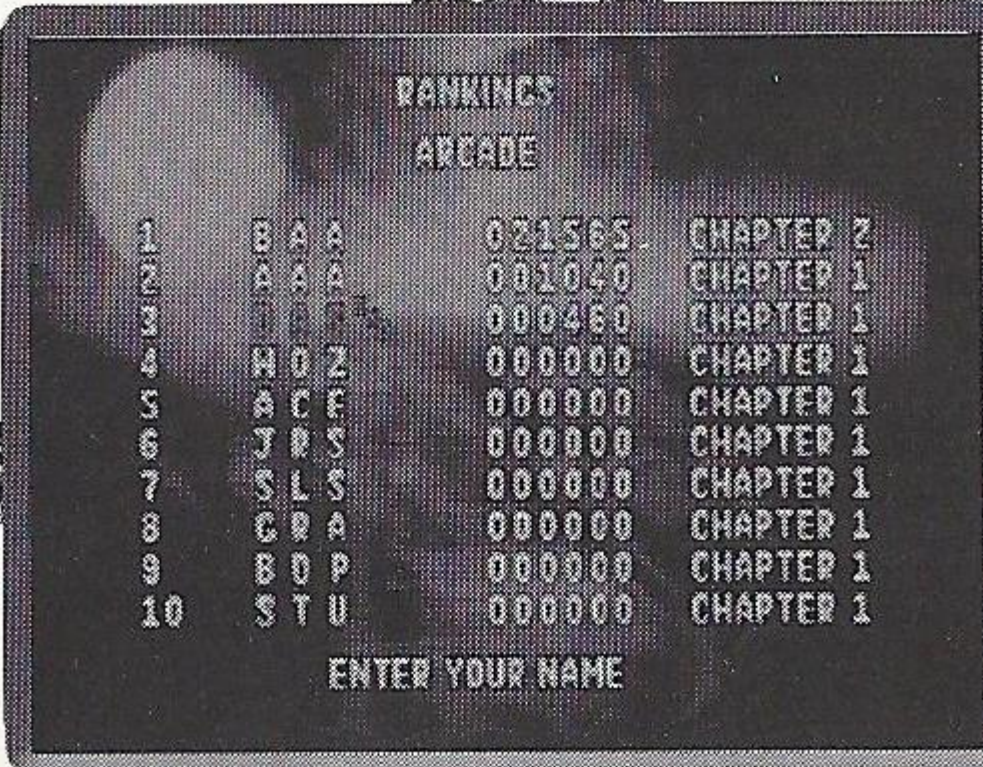 RANKINGS
ARCADE
1 B A A 021565 CHAPTER 2
2 A A A 001040 CHAPTER 1
3 000460 CHAPTER 1
4 M O Z 000000 CHAPTER 1
5 A C E 000000 CHAPTER 1
6 J R S 000000 CHAPTER 1
7 S L S 000000 CHAPTER 1
8 G R A 000000 CHAPTER 1
9 B D P 000000 CHAPTER 1
10 S T U 000000 CHAPTER 1
ENTER YOUR NAME